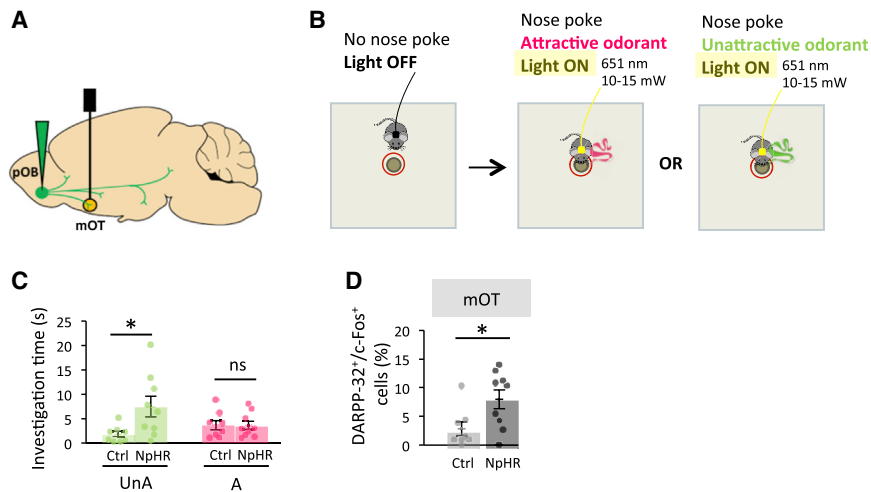 A
pOB
mOT
B
No nose poke
Light OFF
Nose poke
Attractive odorant
Light ON
651 nm
10-15 mW
OR
Nose poke
Unattractive odorant
Light ON
651 nm
10-15 mW
C
Investigation time (s)
25
20
15
10
5
0
*
ns
Ctrl NpHR
Ctrl NpHR
UnA
A
D
mOT
DARPP-32⁺/c-Fos⁺
cells (%)
20
15
10
5
0
*
Ctrl NpHR